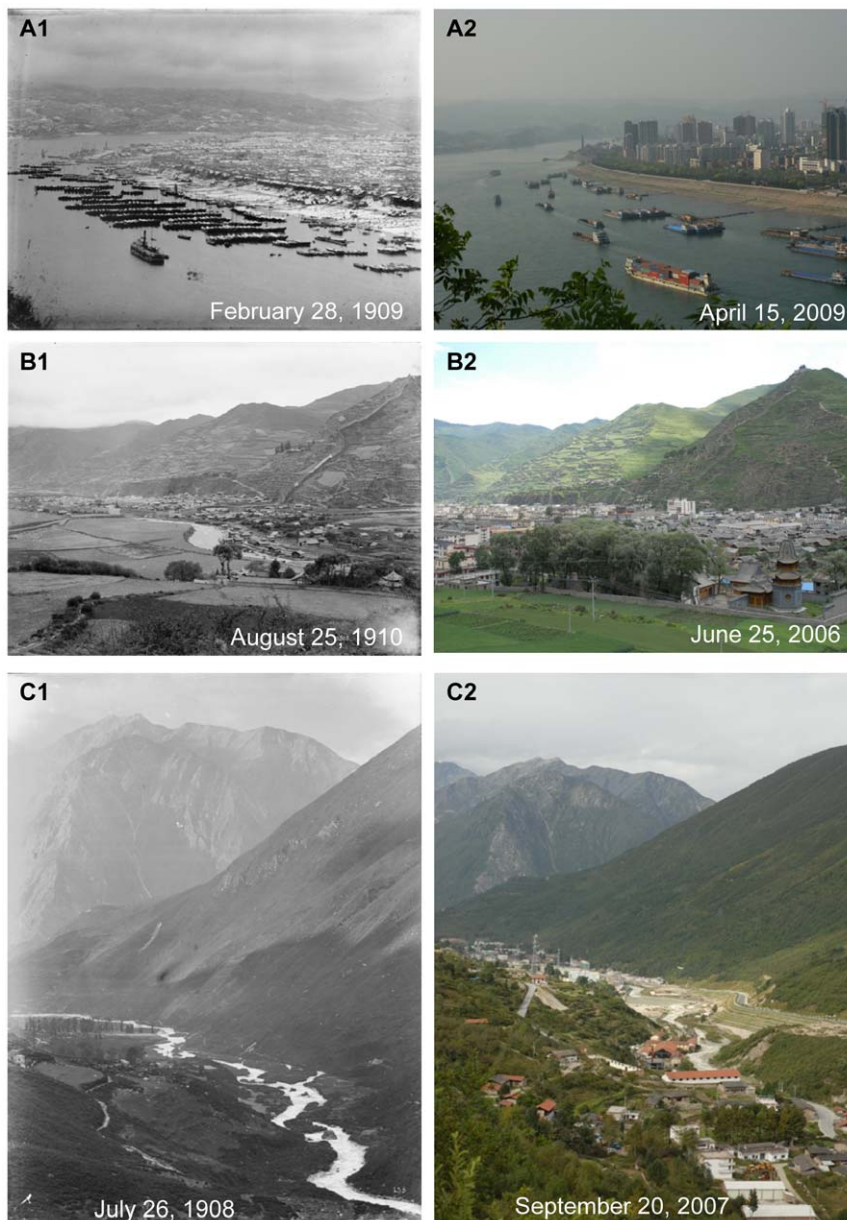 A1
A2
February 28, 1909
April 15, 2009
B1
B2
August 25, 1910
June 25, 2006
C1
C2
July 26, 1908
September 20, 2007